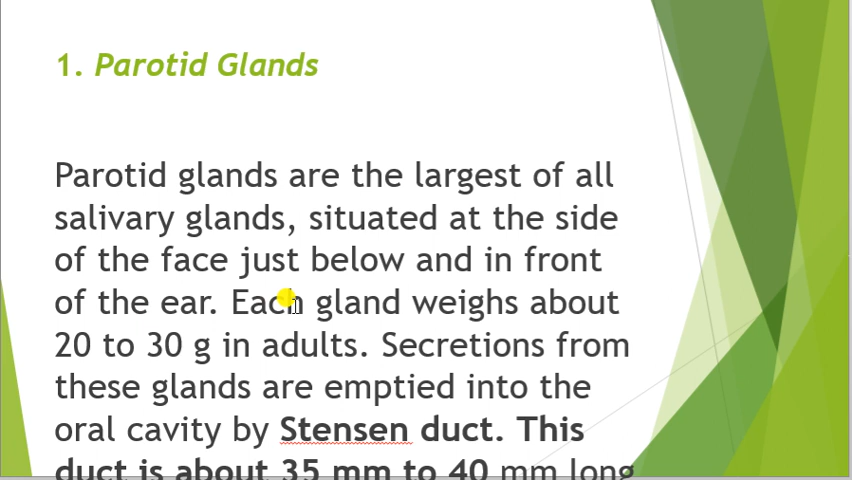 1. Parotid Glands
Parotid glands are the largest of all
salivary glands, situated at the side
of the face just below and in front
of the ear. Each gland weighs about
20 to 30 g in adults. Secretions from
these glands are emptied into the
oral cavity by Stensen duct. This
duct is about 35 mm to 40 mm long